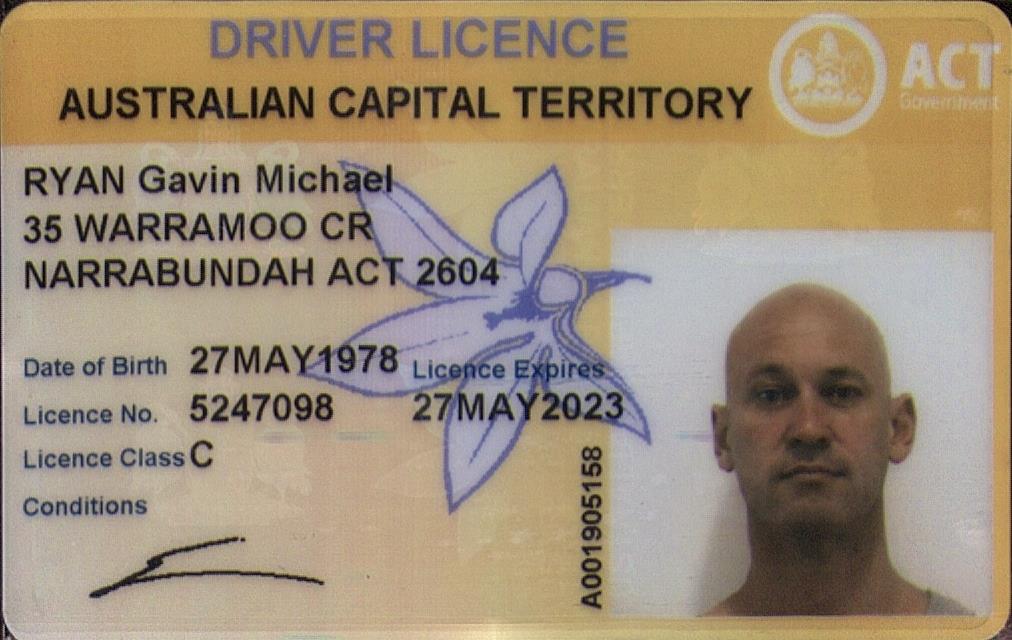 DRIVER LICENCE
AUSTRALIAN CAPITAL TERRITORY
ACT
Government
RYAN Gavin Michael
35 WARRAMOO CR
NARRABUNDAH ACT 2604
Date of Birth 27MAY1978 Licence Expires
Licence No. 5247098 27MAY2023
Licence Class C
Conditions
A001905158